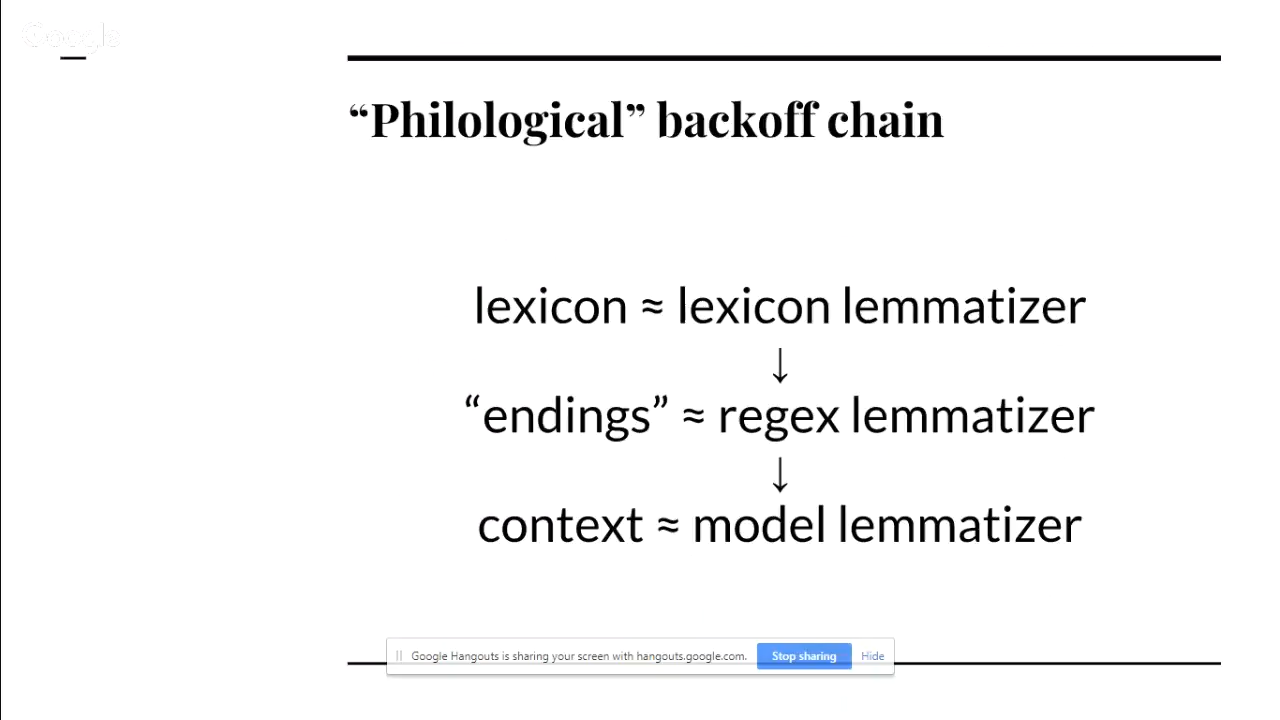 Google
“Philological” backoff chain
lexicon ≈ lexicon lemmatizer
↓
“endings” ≈ regex lemmatizer
↓
context ≈ model lemmatizer
Google Hangouts is sharing your screen with hangouts.google.com. Stop sharing Hide